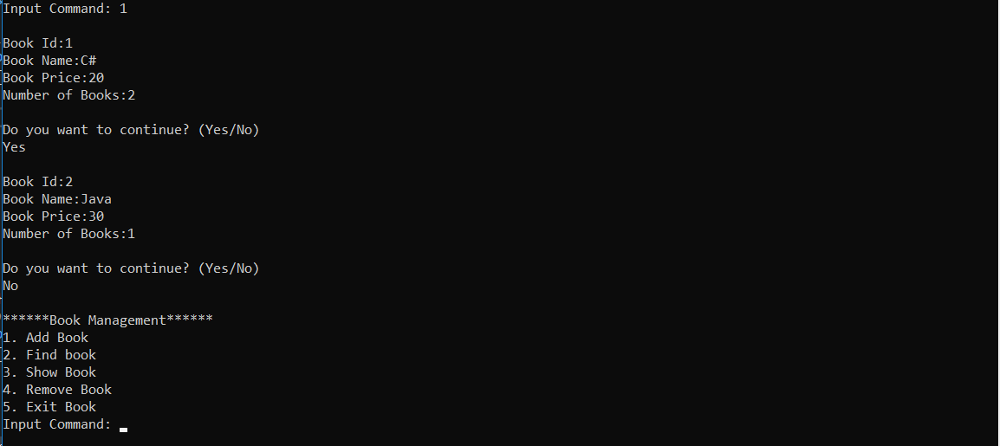 Input Command: 1
Book Id:1
Book Name:C#
Book Price:20
Number of Books:2
Do you want to continue? (Yes/No)
Yes
Book Id:2
Book Name:Java
Book Price:30
Number of Books:1
Do you want to continue? (Yes/No)
No
******Book Management******
1. Add Book
2. Find book
3. Show Book
4. Remove Book
5. Exit Book
Input Command: